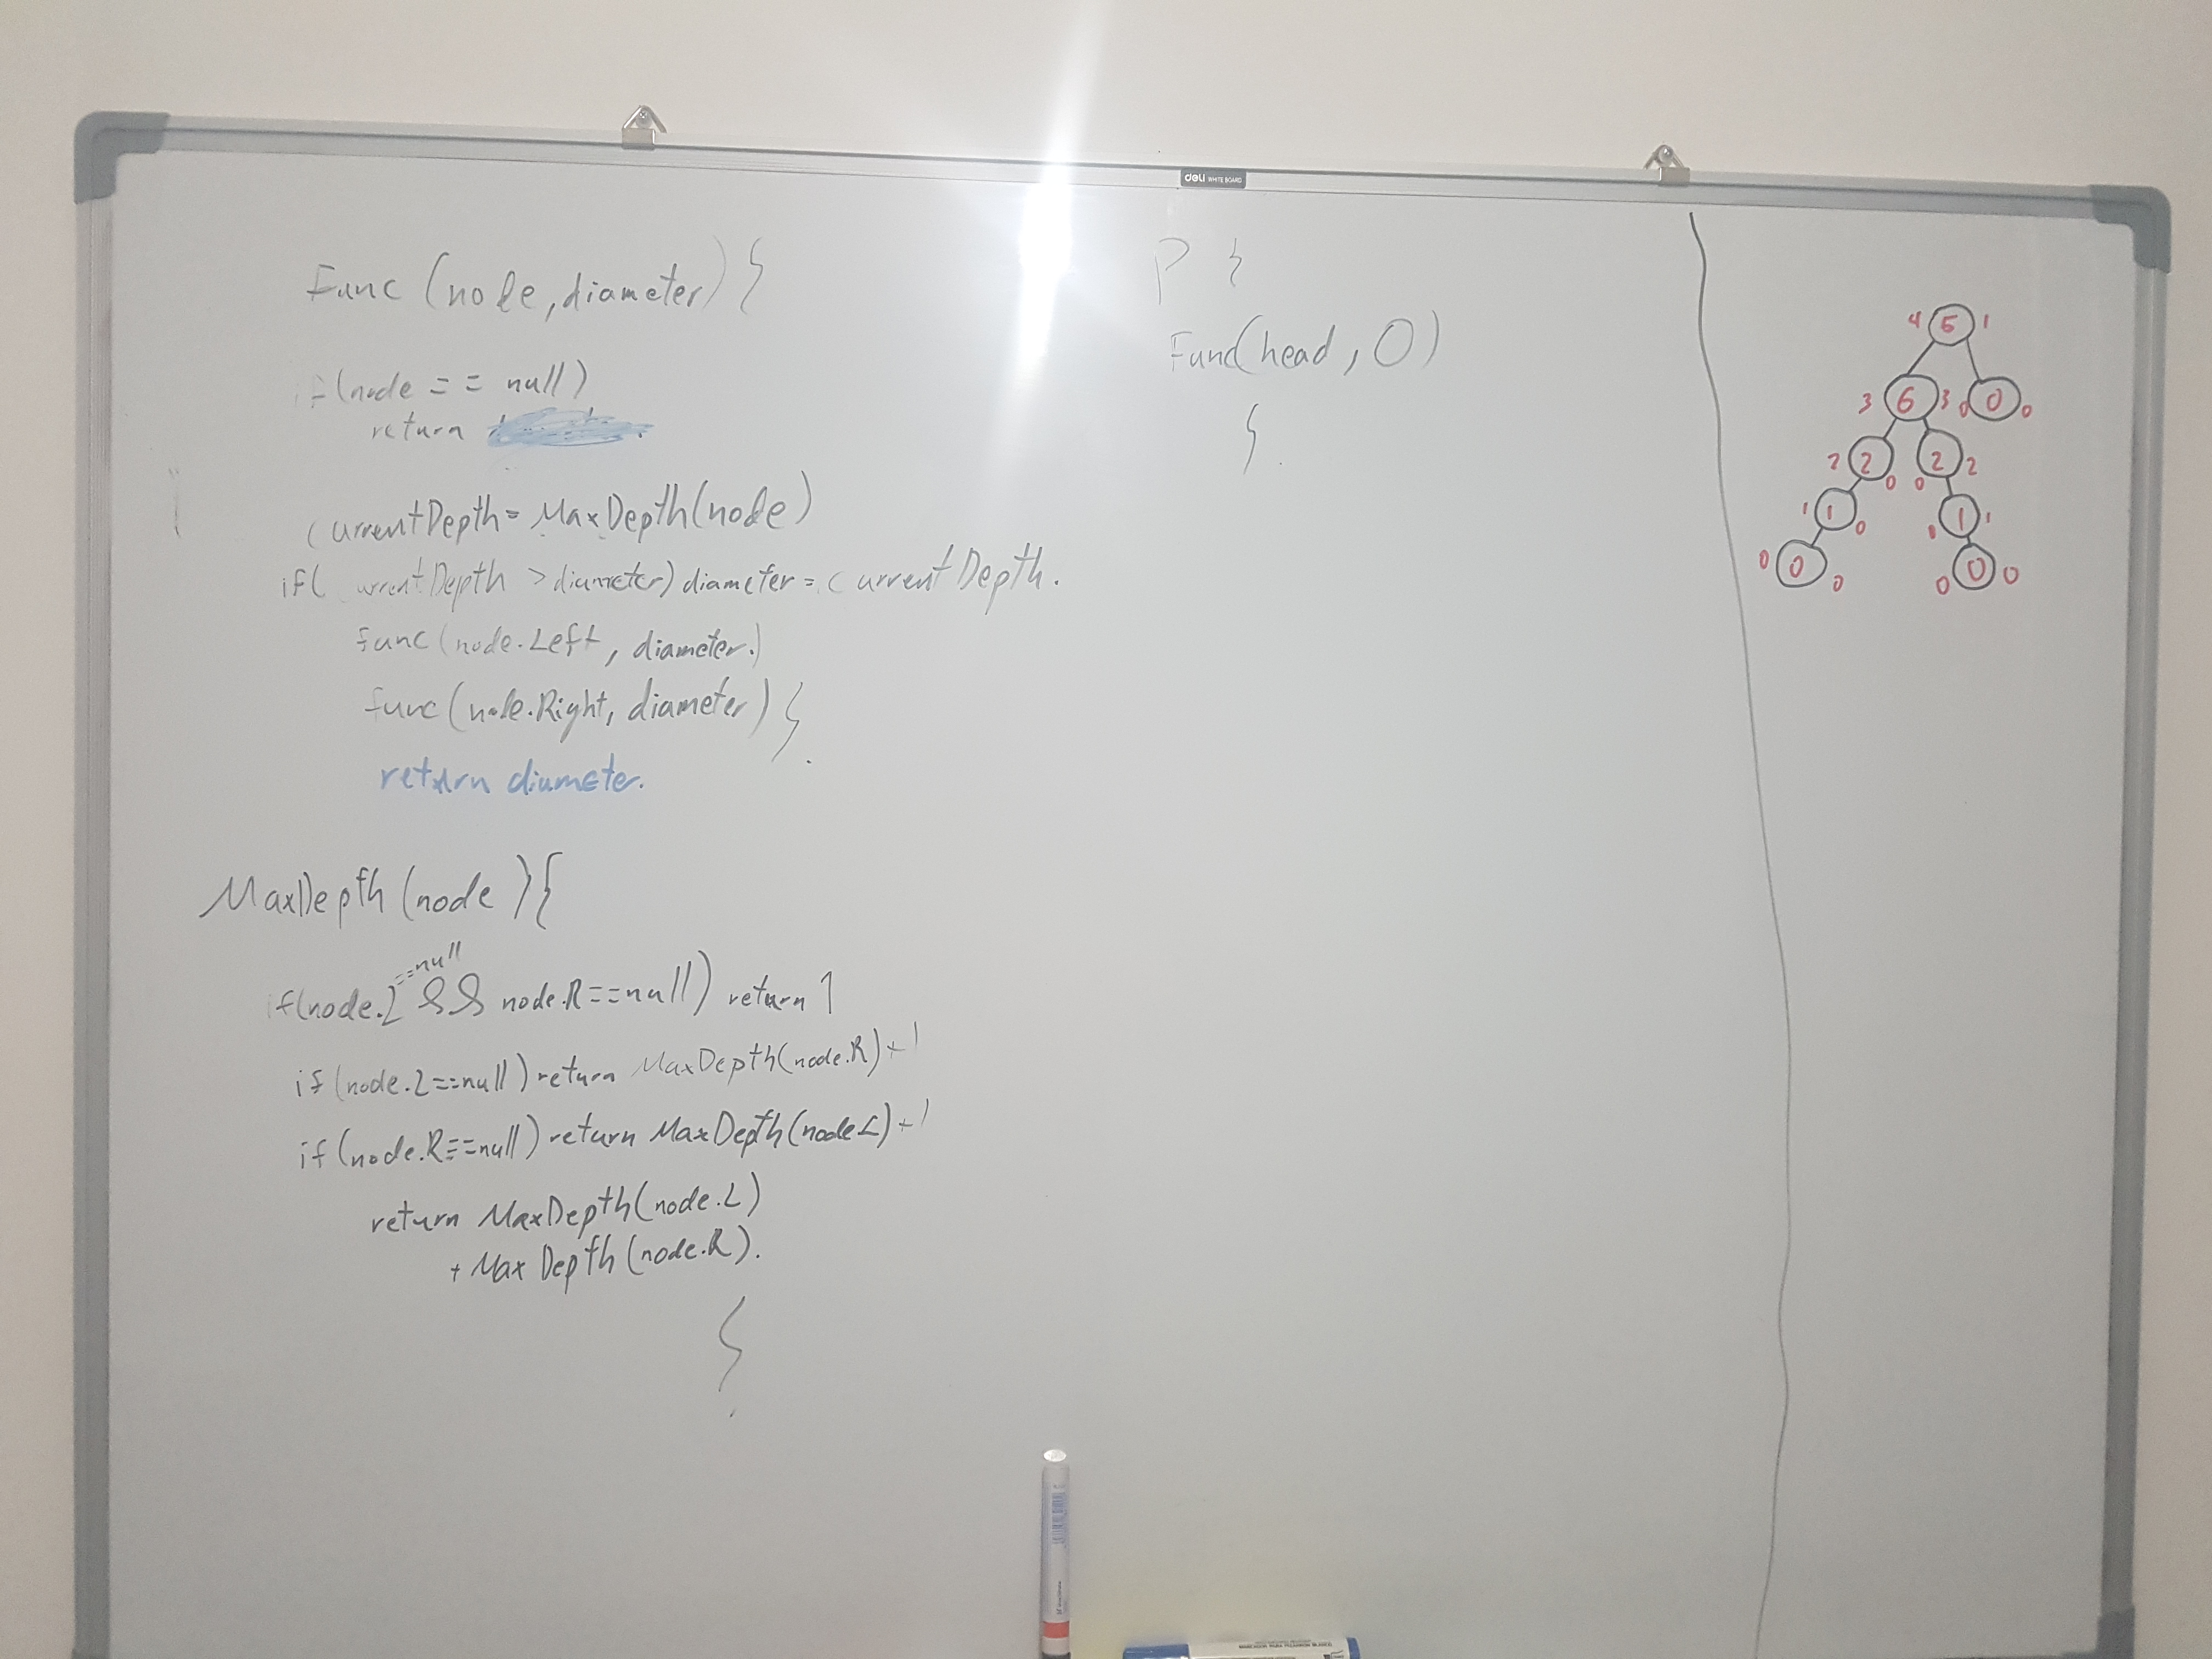 deli WHITE BOARD
Func (node, diameter) {
if (node == null)
return
currentDepth = MaxDepth(node)
if( currentDepth > diameter) diameter = currentDepth.
func (node.Left, diameter.)
func (node.Right, diameter) }
return diameter.
MaxDepth (node ) {
if(node.L ==null && node.R==null) return 1
if (node.L==null) return MaxDepth(node.R)+1
if (node.R==null) return MaxDepth(node L)+1
return MaxDepth(node.L)
+ MaxDepth (node.R).
}
P {
Func(head, 0)
}
4 5 1
3 6 3 0 0 0
2 2 0 0 2 2
1 1 0 0 1 1
0 0 0 0 0 0